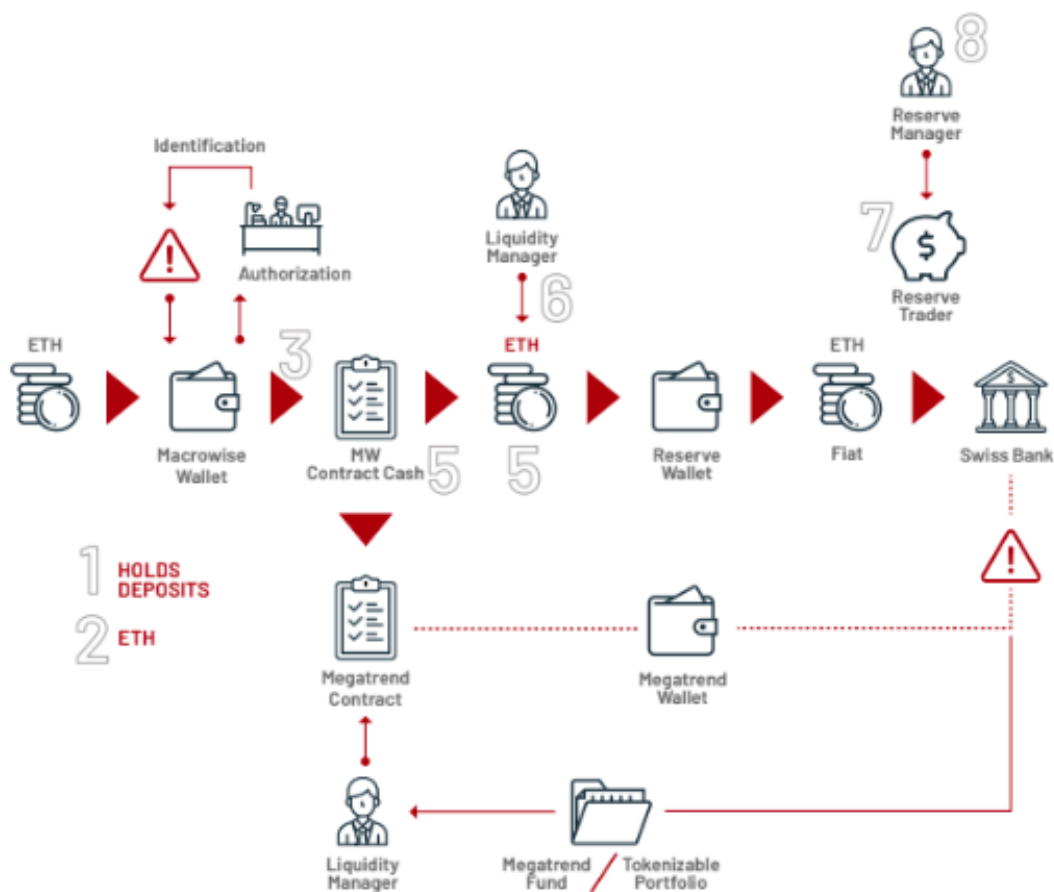 8
Reserve
Manager
Identification
7
Liquidity
Manager
Authorization
$
Reserve
Trader
6
ETH
3
ETH
ETH
$
Macrowise
Wallet
MW
Contract Cash
5
5
Reserve
Wallet
Fiat
Swiss Bank
!
!
1 HOLDS
DEPOSITS
2 ETH
Megatrend
Contract
Megatrend
Wallet
Liquidity
Manager
Megatrend
Fund
Tokenizable
Portfolio